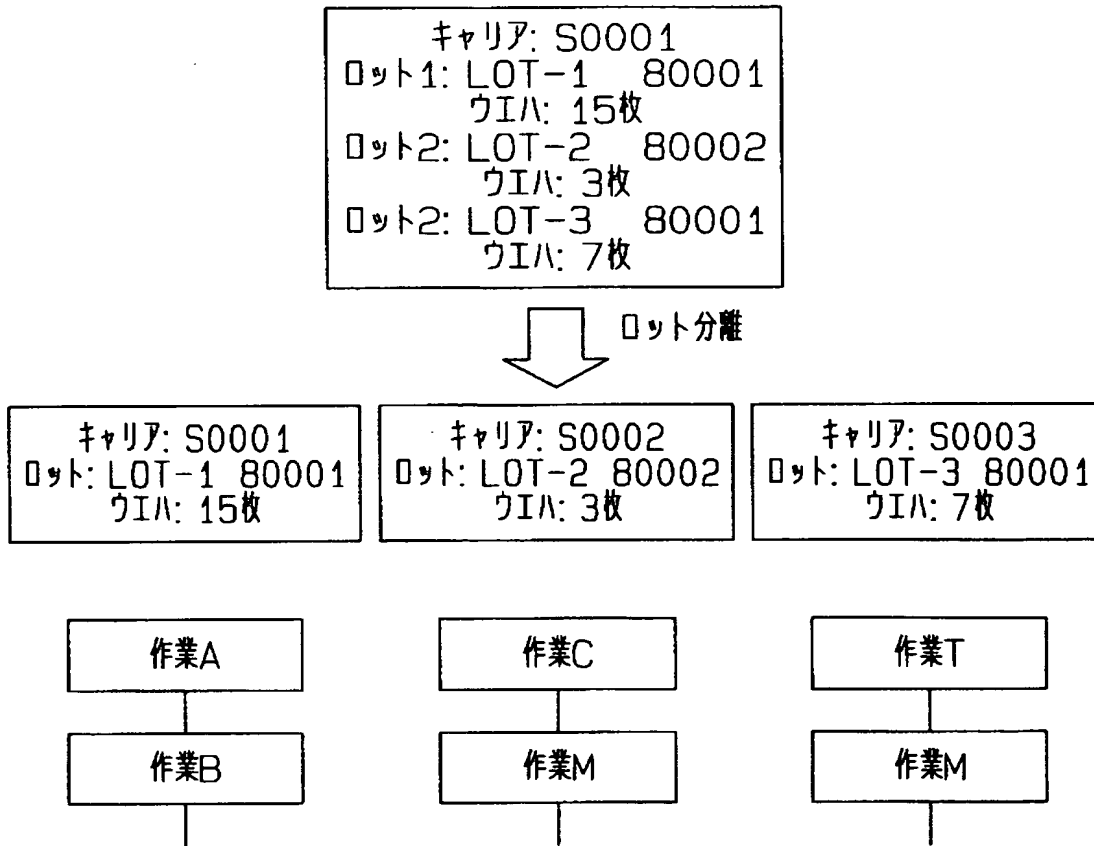 キャリア: S0001
ロット1: LOT-1 80001
ウエハ: 15枚
ロット2: LOT-2 80002
ウエハ: 3枚
ロット2: LOT-3 80001
ウエハ: 7枚
ロット分離
キャリア: S0001
ロット: LOT-1 80001
ウエハ: 15枚
キャリア: S0002
ロット: LOT-2 80002
ウエハ: 3枚
キャリア: S0003
ロット: LOT-3 80001
ウエハ: 7枚
作業A
作業C
作業T
作業B
作業M
作業M